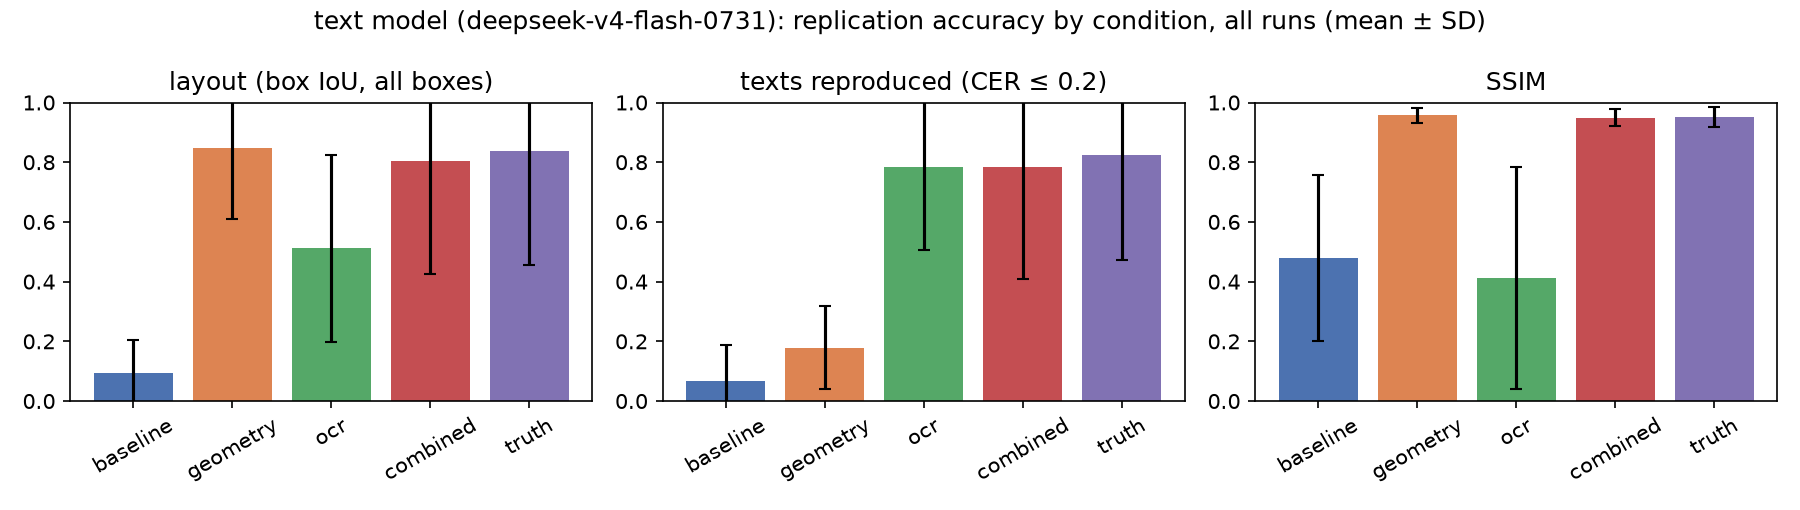 text model (deepseek-v4-flash-0731): replication accuracy by condition, all runs (mean ± SD)
layout (box IoU, all boxes)
1.0
0.8
0.6
0.4
0.2
0.0
baseline
geometry
ocr
combined
truth
texts reproduced (CER ≤ 0.2)
1.0
0.8
0.6
0.4
0.2
0.0
baseline
geometry
ocr
combined
truth
SSIM
1.0
0.8
0.6
0.4
0.2
0.0
baseline
geometry
ocr
combined
truth